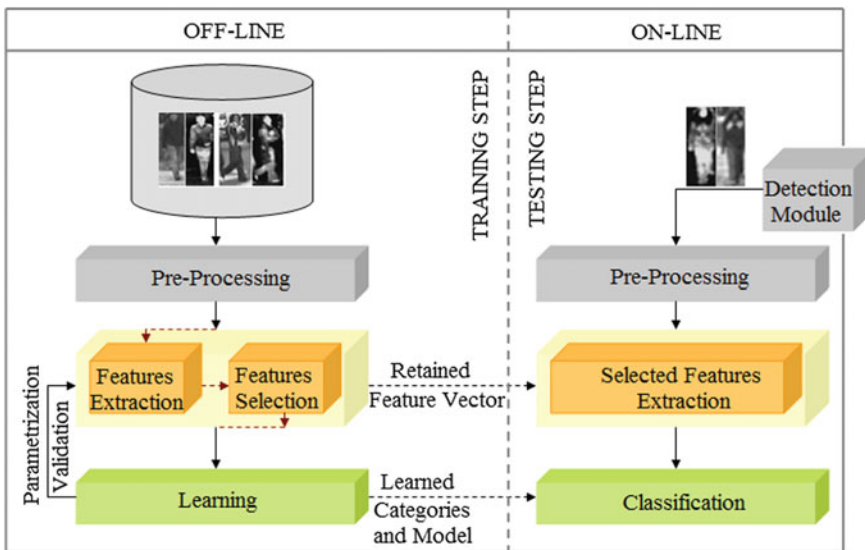 OFF-LINE
ON-LINE
TRAINING STEP
TESTING STEP
Detection
Module
Pre-Processing
Pre-Processing
Features
Extraction
Features
Selection
Retained
Feature Vector
Selected Features
Extraction
Parametrization
Validation
Learning
Learned
Categories
and Model
Classification